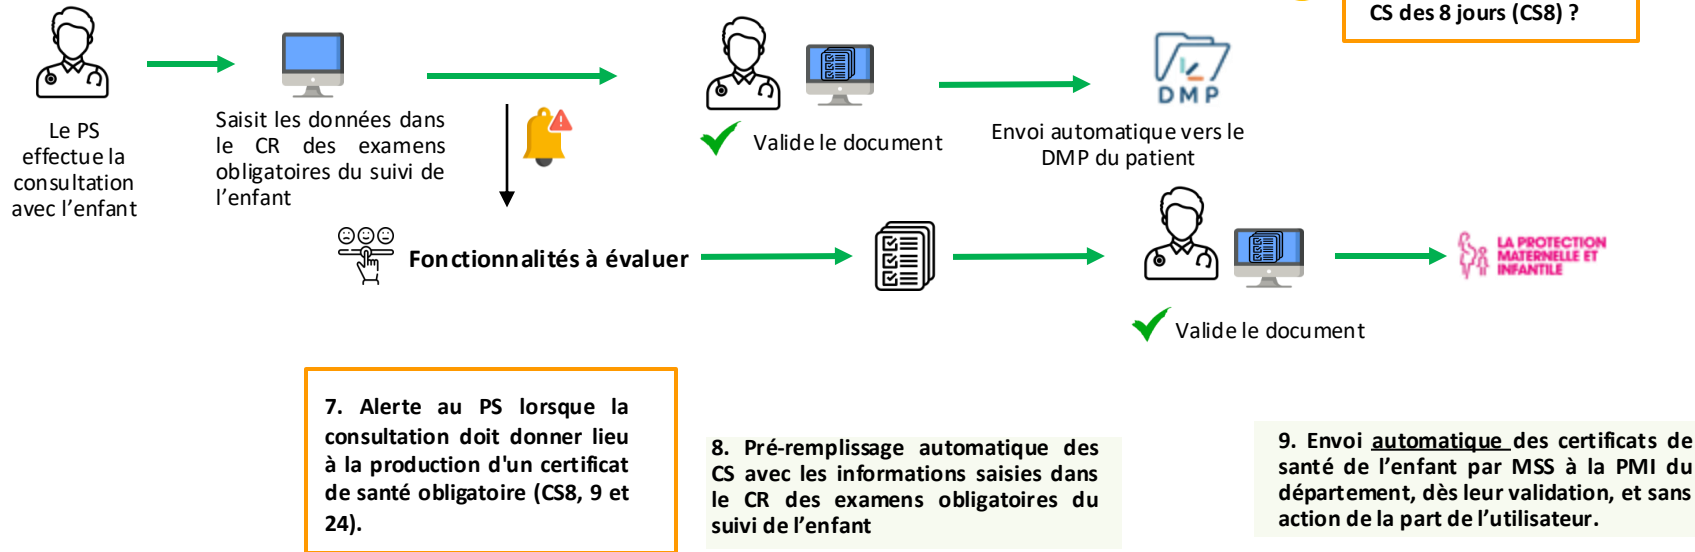 CS des 8 jours (CS8) ?
Le PS
effectue la
consultation
avec l'enfant
Saisit les données dans
le CR des examens
obligatoires du suivi de
l'enfant
Valide le document
DMP
Envoi automatique vers le
DMP du patient
Fonctionnalités à évaluer
Valide le document
LA PROTECTION
MATERNELLE ET
INFANTILE
7. Alerte au PS lorsque la
consultation doit donner lieu
à la production d'un certificat
de santé obligatoire (CS8, 9 et
24).
8. Pré-remplissage automatique des
CS avec les informations saisies dans
le CR des examens obligatoires du
suivi de l'enfant
9. Envoi automatique des certificats de
santé de l'enfant par MSS à la PMI du
département, dès leur validation, et sans
action de la part de l'utilisateur.